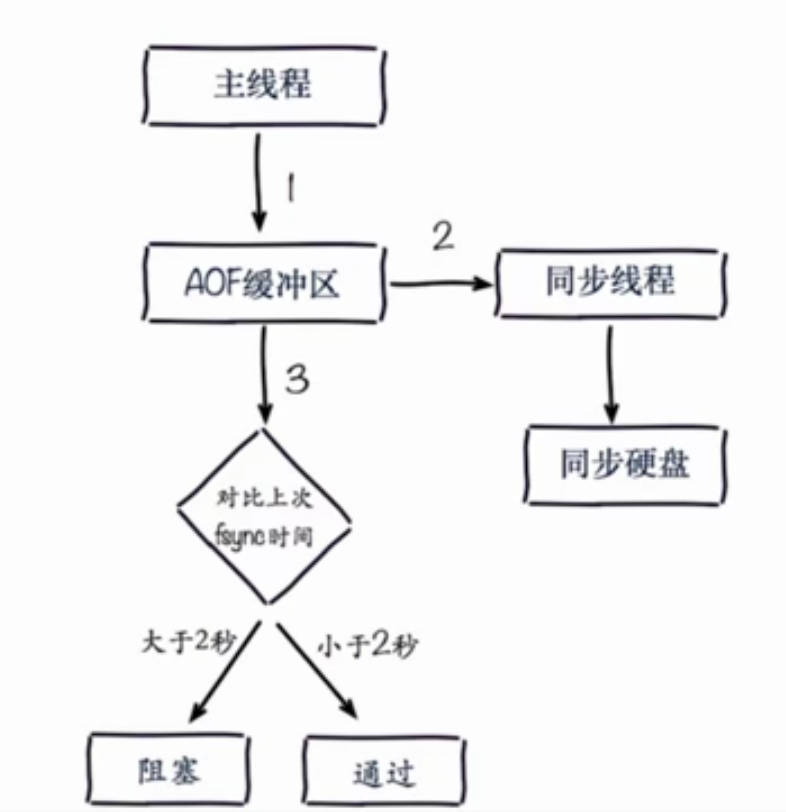 主线程
1
AOF缓冲区
2
同步线程
3
同步硬盘
对比上次
fsync时间
大于2秒
小于2秒
阻塞
通过